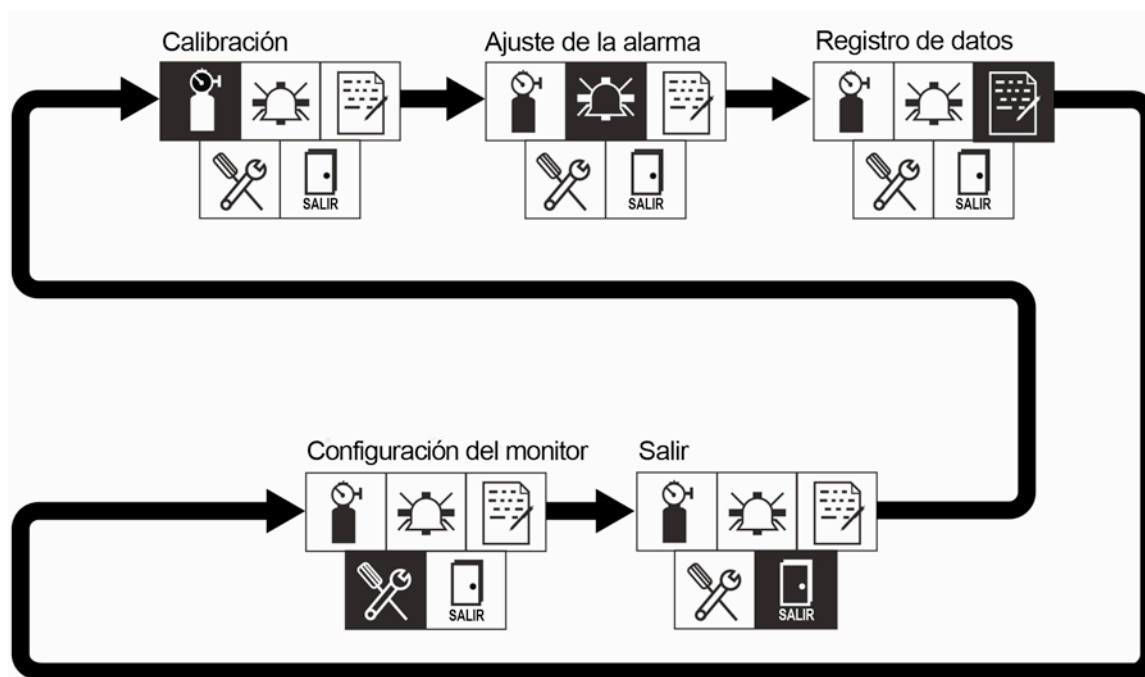 Calibración
Ajuste de la alarma
Registro de datos
SALIR
SALIR
SALIR
Configuración del monitor
Salir
SALIR
SALIR